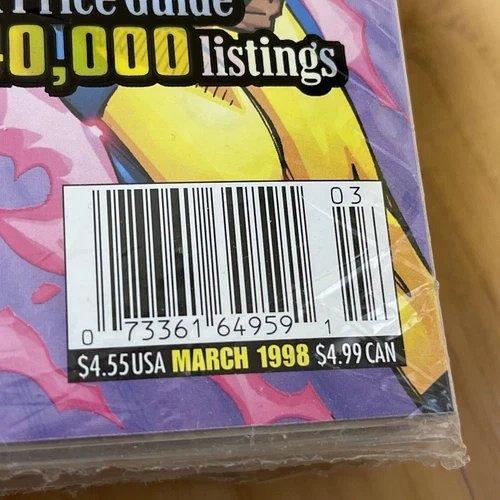 Price Guide
0,000 listings
03
0 73361 64959 1
$4.55 USA MARCH 1998 $4.99 CAN